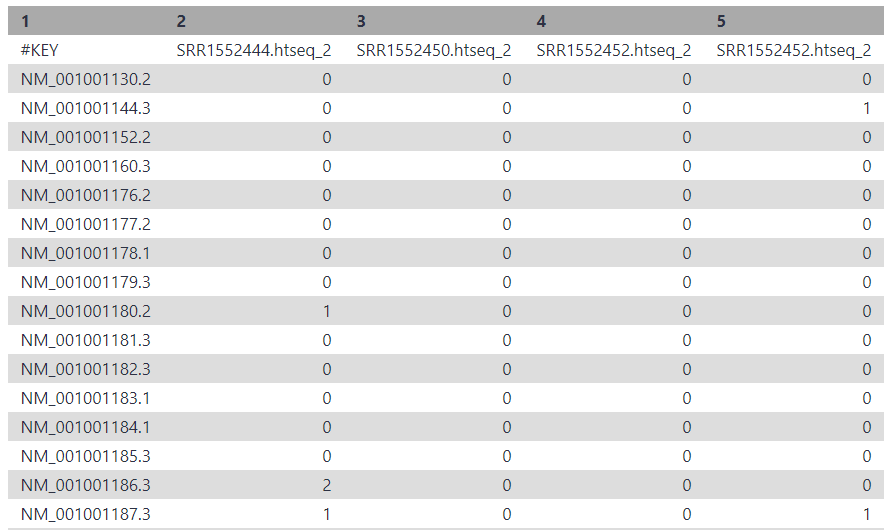 1 2 3 4 5
#KEY SRR1552444.htseq_2 SRR1552450.htseq_2 SRR1552452.htseq_2 SRR1552452.htseq_2
NM_001001130.2 0 0 0 0
NM_001001144.3 0 0 0 1
NM_001001152.2 0 0 0 0
NM_001001160.3 0 0 0 0
NM_001001176.2 0 0 0 0
NM_001001177.2 0 0 0 0
NM_001001178.1 0 0 0 0
NM_001001179.3 0 0 0 0
NM_001001180.2 1 0 0 0
NM_001001181.3 0 0 0 0
NM_001001182.3 0 0 0 0
NM_001001183.1 0 0 0 0
NM_001001184.1 0 0 0 0
NM_001001185.3 0 0 0 0
NM_001001186.3 2 0 0 0
NM_001001187.3 1 0 0 1